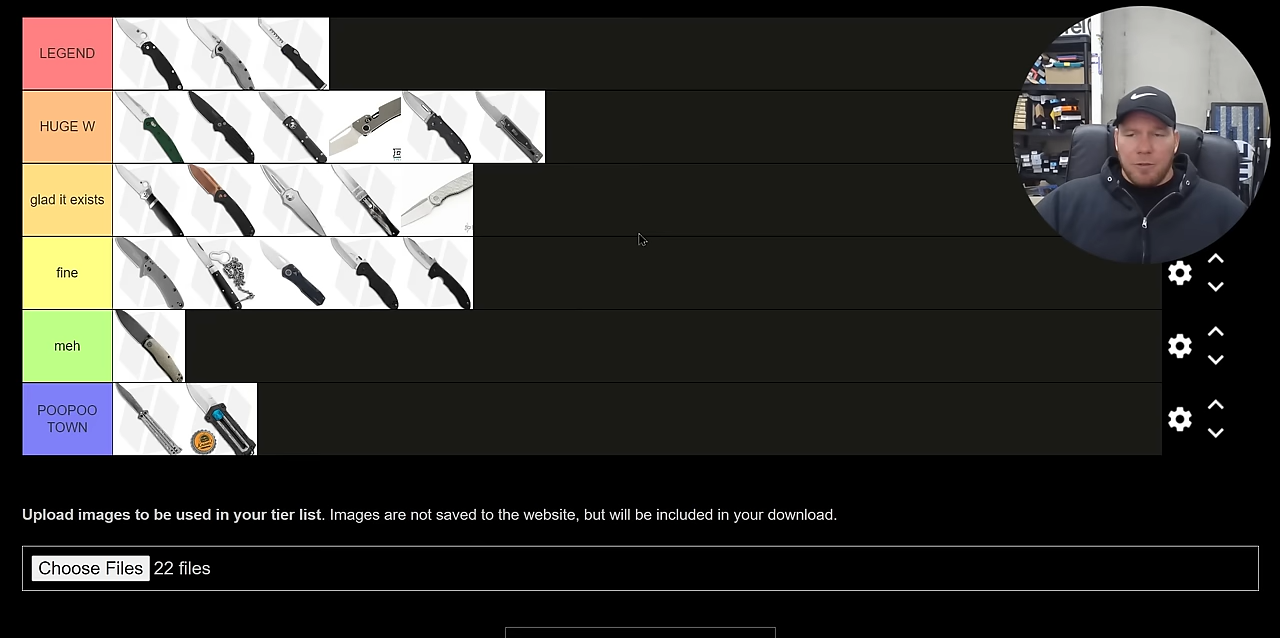 LEGEND
HUGE W
glad it exists
fine
meh
POOPOO
TOWN
Upload images to be used in your tier list. Images are not saved to the website, but will be included in your download.
Choose Files 22 files